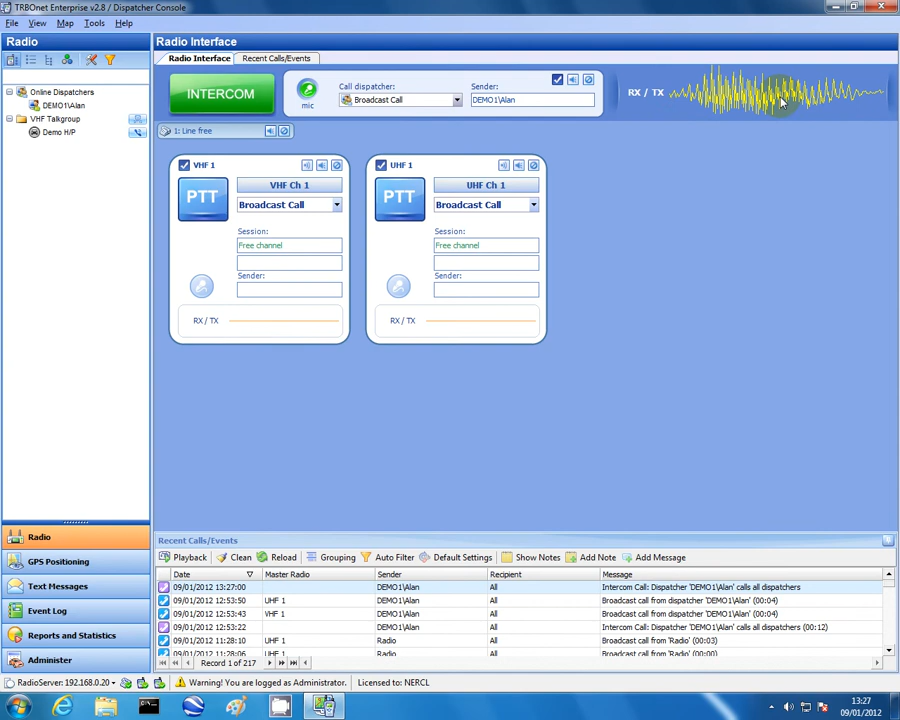 TRBOnet Enterprise v2.8 / Dispatcher Console
File View Map Tools Help
Radio
Radio Interface
Radio Interface Recent Calls/Events
INTERCOM
mic
Call dispatcher:
Broadcast Call
Sender:
DEMO1\Alan
RX / TX
Online Dispatchers
DEMO1\Alan
VHF Talkgroup
Demo H/P
1: Line free
VHF 1
PTT
VHF Ch 1
Broadcast Call
Session:
Free channel
Sender:
RX / TX
UHF 1
PTT
UHF Ch 1
Broadcast Call
Session:
Free channel
Sender:
RX / TX
Radio
GPS Positioning
Text Messages
Event Log
Reports and Statistics
Administer
Recent Calls/Events
Playback Clean Reload Grouping Auto Filter Default Settings Show Notes Add Note Add Message
Date Master Radio Sender Recipient Message
09/01/2012 13:27:00 DEMO1\Alan All Intercom Call: Dispatcher 'DEMO1\Alan' calls all dispatchers
09/01/2012 12:53:50 UHF 1 DEMO1\Alan All Broadcast call from dispatcher 'DEMO1\Alan' (00:04)
09/01/2012 12:53:43 VHF 1 DEMO1\Alan All Broadcast call from dispatcher 'DEMO1\Alan' (00:04)
09/01/2012 12:53:22 DEMO1\Alan All Intercom Call: Dispatcher 'DEMO1\Alan' calls all dispatchers (00:12)
09/01/2012 11:28:10 UHF 1 Radio All Broadcast call from 'Radio' (00:03)
09/01/2012 11:28:06 UHF 1 Radio All Broadcast call from 'Radio' (00:00)
Record 1 of 217
RadioServer: 192.168.0.20 Warning! You are logged as Administrator. Licensed to: NERCL
13:27
09/01/2012